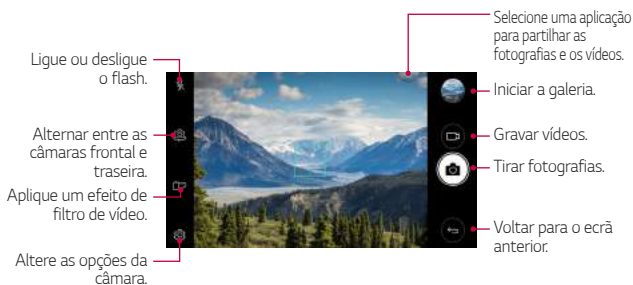 Ligue ou desligue
o flash.
Alternar entre as
câmaras frontal e
traseira.
Aplique um efeito de
filtro de vídeo.
Altere as opções da
câmara.
Selecione uma aplicação
para partilhar as
fotografias e os vídeos.
Iniciar a galeria.
Gravar vídeos.
Tirar fotografias.
Voltar para o ecrã
anterior.